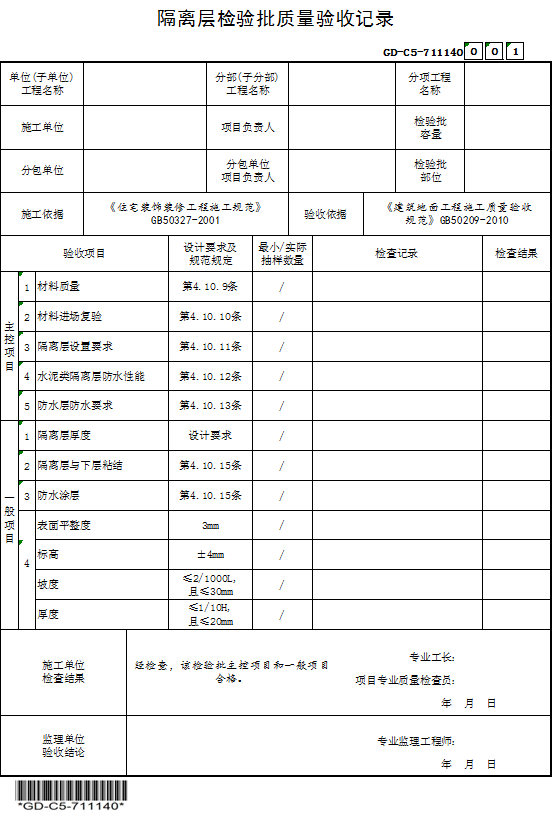 隔离层检验批质量验收记录
GD-C5-711140 0 0 1
单位(子单位)
工程名称
分部(子分部)
工程名称
分项工程
名称
施工单位
项目负责人
检验批
容量
分包单位
分包单位
项目负责人
检验批
部位
施工依据
《住宅装饰装修工程施工规范》
GB50327-2001
验收依据
《建筑地面工程施工质量验收
规范》GB50209-2010
验收项目
设计要求及
规范规定
最小/实际
抽样数量
检查记录
检查结果
主控项目
1 材料质量 第4.10.9条 /
2 材料进场复验 第4.10.10条 /
3 隔离层设置要求 第4.10.11条 /
4 水泥类隔离层防水性能 第4.10.12条 /
5 防水层防水要求 第4.10.13条 /
一般项目
1 隔离层厚度 设计要求 /
2 隔离层与下层粘结 第4.10.15条 /
3 防水涂层 第4.10.15条 /
4
表面平整度 3mm /
标高 ±4mm /
坡度 ≤2/1000L,
且≤30mm /
厚度 ≤1/10H,
且≤20mm /
施工单位
检查结果
经检查，该检验批主控项目和一般项目
合格。
专业工长：
项目专业质量检查员：
年 月 日
监理单位
验收结论
专业监理工程师：
年 月 日
*GD-C5-711140*